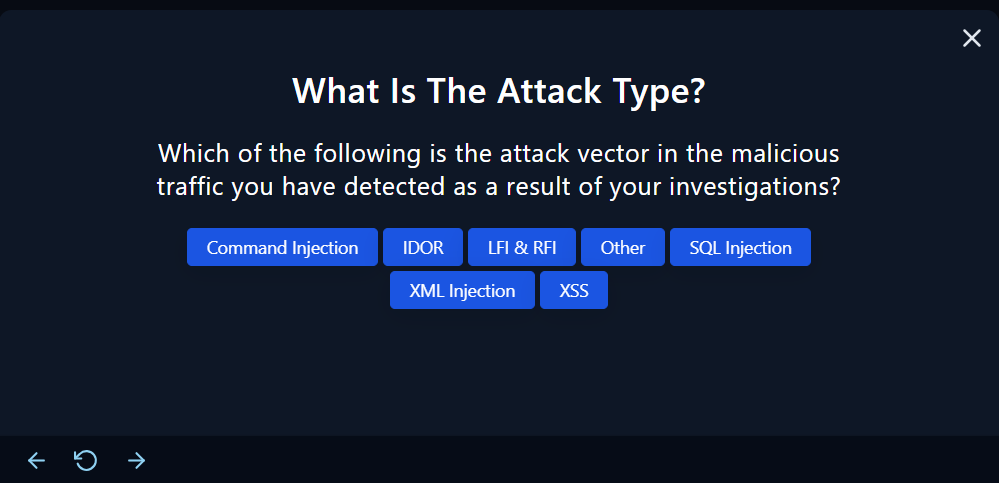 What Is The Attack Type?
Which of the following is the attack vector in the malicious
traffic you have detected as a result of your investigations?
Command Injection IDOR LFI & RFI Other SQL Injection
XML Injection XSS